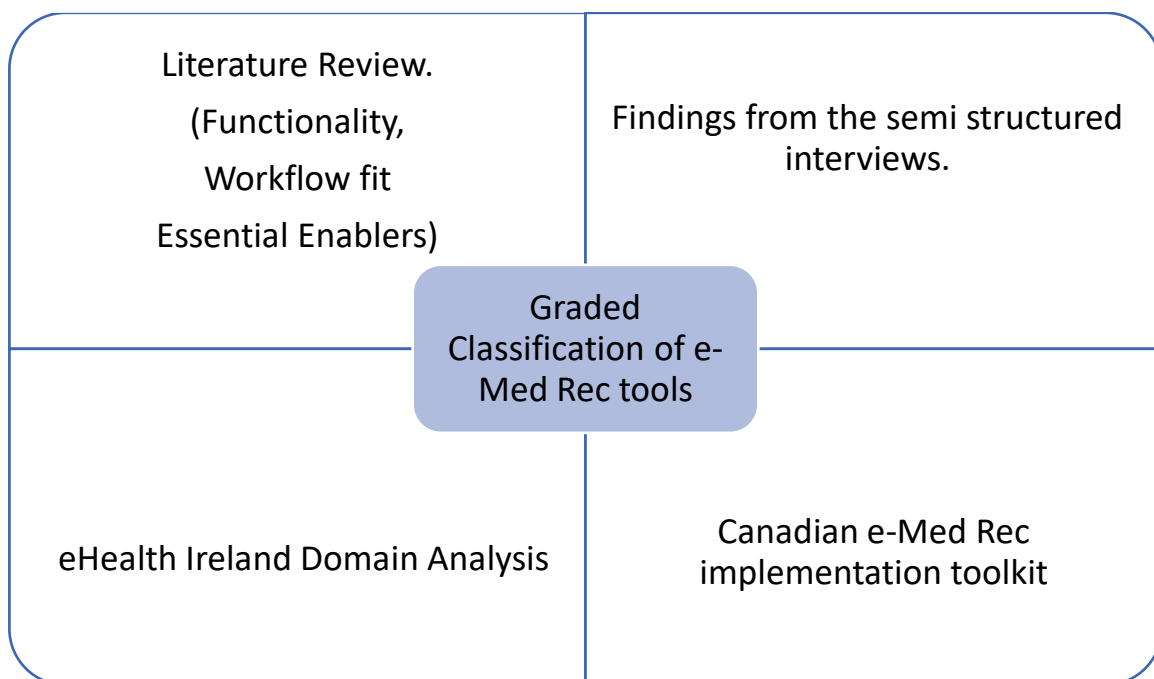 Literature Review.
(Functionality,
Workflow fit
Essential Enablers)
Findings from the semi structured
interviews.
Graded
Classification of e-
Med Rec tools
eHealth Ireland Domain Analysis
Canadian e-Med Rec
implementation toolkit